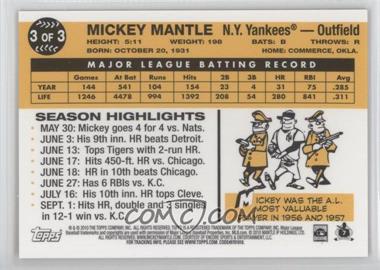 3 OF 3
MICKEY MANTLE N.Y. Yankees® — Outfield
HEIGHT: 5:11 WEIGHT: 198 BATS: B THROWS: R
BORN: OCTOBER 20, 1931 HOME: COMMERCE, OKLA.
MAJOR LEAGUE BATTING RECORD
Games At Bat Runs Hits 2B 3B HR RBI Avg.
YEAR 144 541 104 154 23 4 31 75 .285
LIFE 1246 4478 994 1392 208 54 280 841 .311
SEASON HIGHLIGHTS
MAY 30: Mickey goes 4 for 4 vs. Nats.
JUNE 3: His 9th inn. HR beats Detroit.
JUNE 13: Tops Tigers with 2-run HR.
JUNE 17: Hits 450-ft. HR vs. Chicago.
JUNE 18: HR in 10th beats Chicago.
JUNE 27: Has 6 RBIs vs. K.C.
JULY 16: His 10th inn. HR tops Cleve.
SEPT. 1: Hits HR, double and 3 singles
in 12-1 win vs. K.C.
MICKEY WAS THE A.L.
MOST VALUABLE
PLAYER IN 1956 AND 1957
Topps